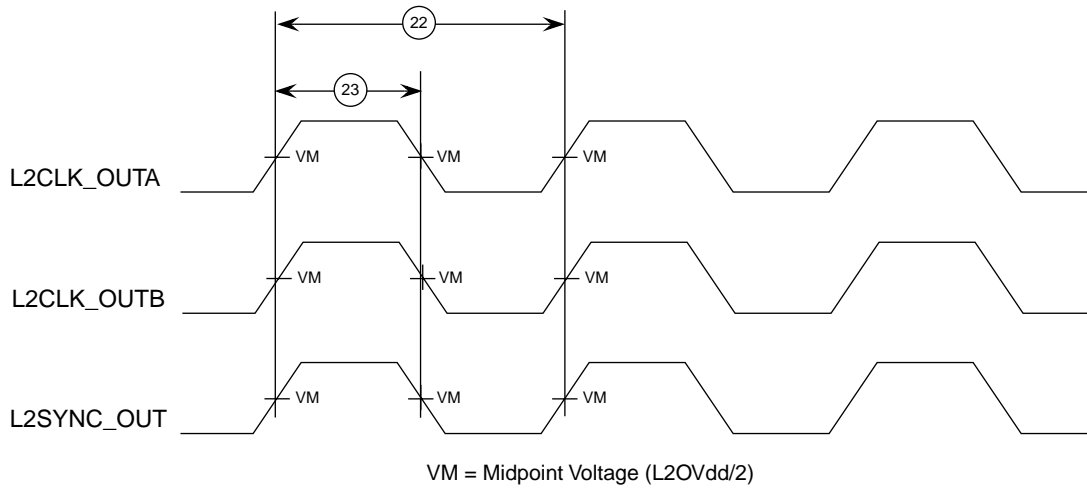 22
23
L2CLK_OUTA VM VM VM
L2CLK_OUTB VM VM VM
L2SYNC_OUT VM VM VM
VM = Midpoint Voltage (L2OVdd/2)